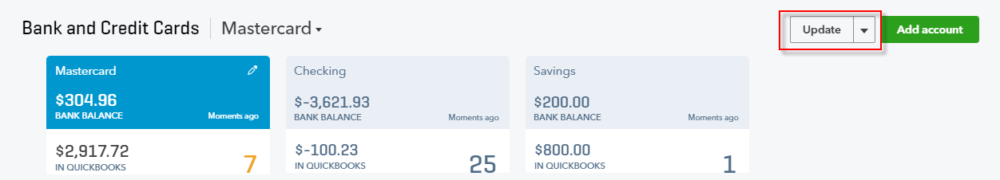 Bank and Credit Cards Mastercard
Update
Add account
Mastercard
$304.96
BANK BALANCE
Moments ago
$2,917.72
IN QUICKBOOKS
7
Checking
$-3,621.93
BANK BALANCE
Moments ago
$-100.23
IN QUICKBOOKS
25
Savings
$200.00
BANK BALANCE
Moments ago
$800.00
IN QUICKBOOKS
1